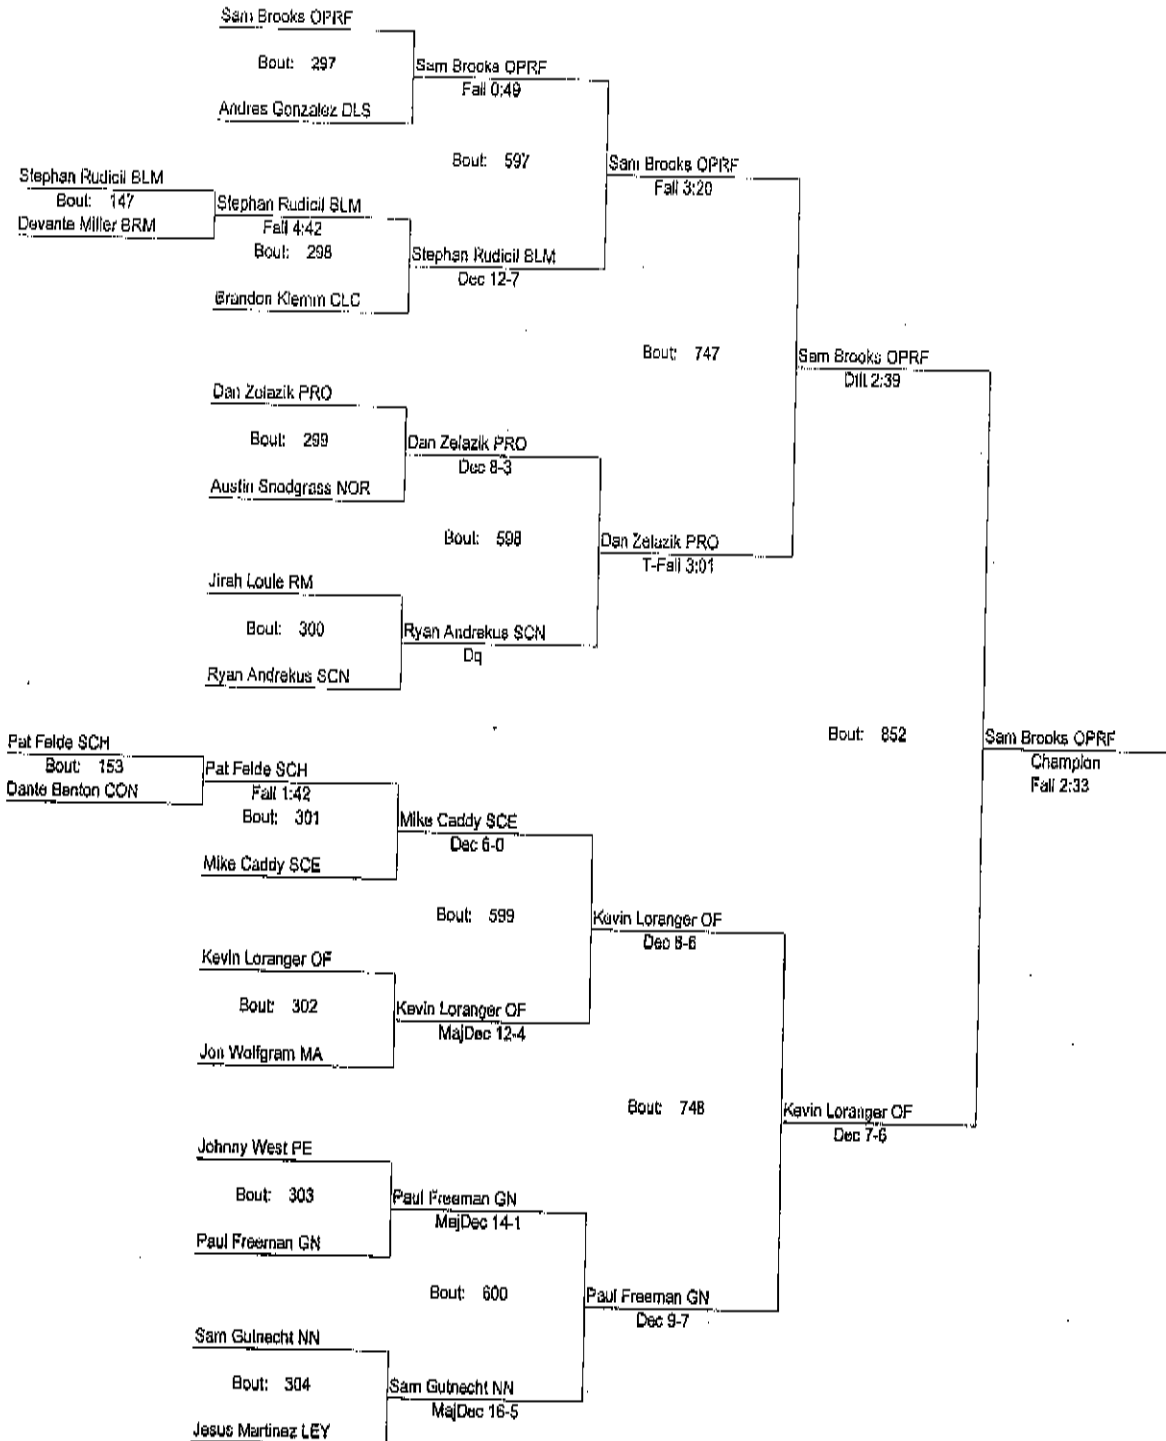 Sam Brooks OPRF
Bout: 297
Sam Brooks OPRF
Fall 0:49
Andres Gonzalez DLS
Bout: 597
Sam Brooks OPRF
Fall 3:20
Stephan Rudicil BLM
Bout: 147
Devante Miller BRM
Stephan Rudicil BLM
Fall 4:42
Bout: 298
Stephan Rudicil BLM
Dec 12-7
Brandon Klemm CLC
Bout: 747
Sam Brooks OPRF
Dflt 2:39
Dan Zelazik PRO
Bout: 299
Dan Zelazik PRO
Dec 8-3
Austin Snodgrass NOR
Bout: 598
Dan Zelazik PRO
T-Fall 3:01
Jirah Louie RM
Bout: 300
Ryan Andrekus SCN
Dq
Ryan Andrekus SCN
Bout: 852
Sam Brooks OPRF
Champion
Fall 2:33
Pat Felde SCH
Bout: 153
Dante Benton CON
Pat Felde SCH
Fall 1:42
Bout: 301
Mike Caddy SCE
Dec 6-0
Mike Caddy SCE
Bout: 599
Kevin Loranger OF
Dec 8-6
Kevin Loranger OF
Bout: 302
Kevin Loranger OF
MajDec 12-4
Jon Wolfgram MA
Bout: 748
Kevin Loranger OF
Dec 7-6
Johnny West PE
Bout: 303
Paul Freeman GN
MajDec 14-1
Paul Freeman GN
Bout: 600
Paul Freeman GN
Dec 9-7
Sam Gutnecht NN
Bout: 304
Sam Gutnecht NN
MajDec 16-5
Jesus Martinez LEY